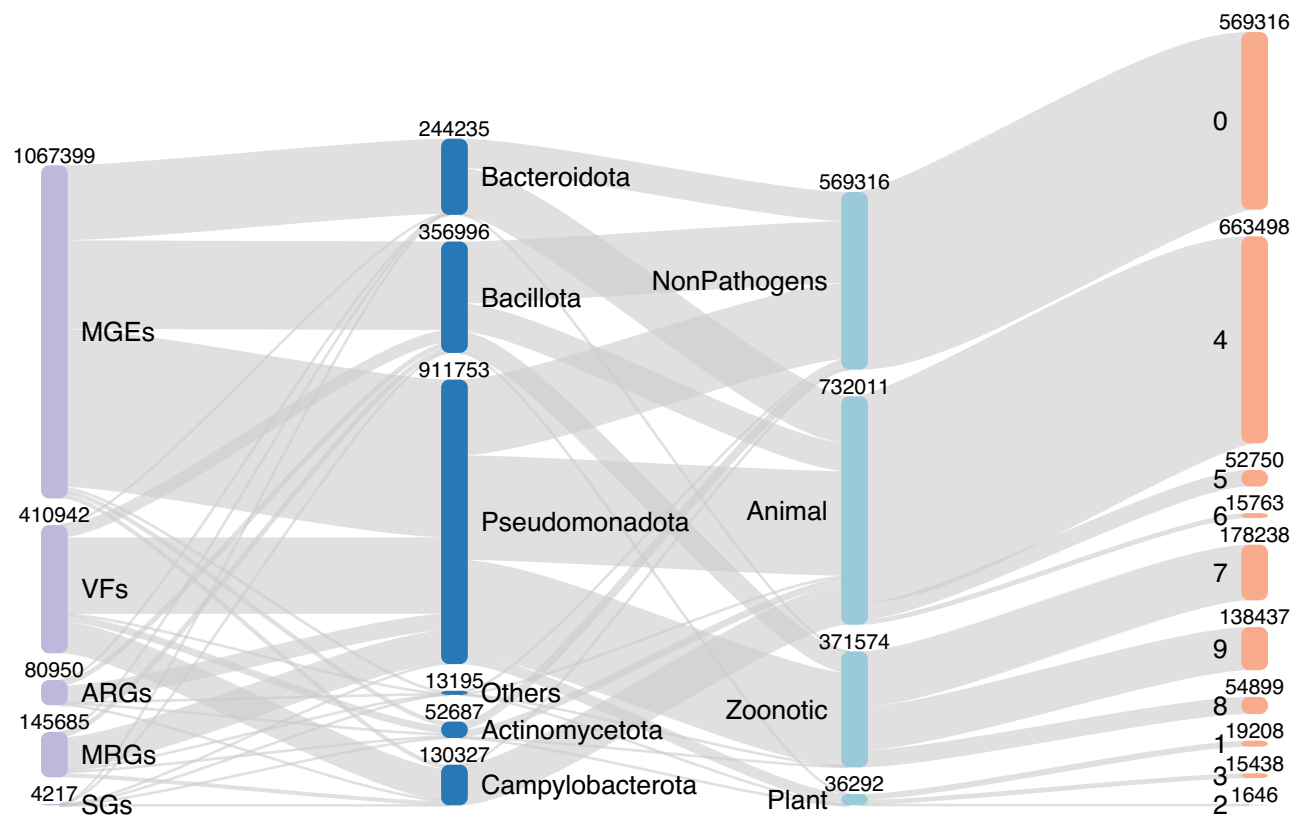 1067399
MGEs
410942
VFs
80950
ARGs
145685
MRGs
4217
SGs
244235
Bacteroidota
356996
Bacillota
911753
Pseudomonadota
13195
Others
52687
Actinomycetota
130327
Campylobacterota
569316
NonPathogens
732011
Animal
371574
Zoonotic
36292
Plant
569316
0
663498
4
52750
5
15763
6
178238
7
138437
9
54899
8
19208
1
15438
3
1646
2